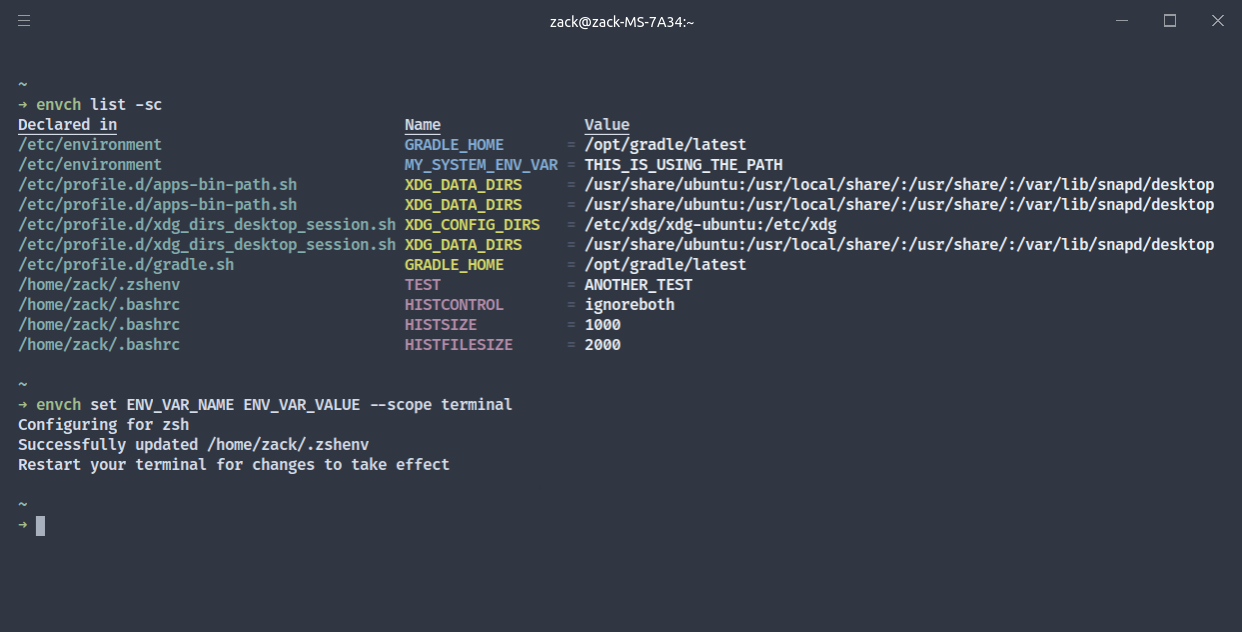 zack@zack-MS-7A34:~
~
→ envch list -sc
Declared in Name Value
/etc/environment GRADLE_HOME = /opt/gradle/latest
/etc/environment MY_SYSTEM_ENV_VAR = THIS_IS_USING_THE_PATH
/etc/profile.d/apps-bin-path.sh XDG_DATA_DIRS = /usr/share/ubuntu:/usr/local/share/:/usr/share/:/var/lib/snapd/desktop
/etc/profile.d/apps-bin-path.sh XDG_DATA_DIRS = /usr/share/ubuntu:/usr/local/share/:/usr/share/:/var/lib/snapd/desktop
/etc/profile.d/xdg_dirs_desktop_session.sh XDG_CONFIG_DIRS = /etc/xdg/xdg-ubuntu:/etc/xdg
/etc/profile.d/xdg_dirs_desktop_session.sh XDG_DATA_DIRS = /usr/share/ubuntu:/usr/local/share/:/usr/share/:/var/lib/snapd/desktop
/etc/profile.d/gradle.sh GRADLE_HOME = /opt/gradle/latest
/home/zack/.zshenv TEST = ANOTHER_TEST
/home/zack/.bashrc HISTCONTROL = ignoreboth
/home/zack/.bashrc HISTSIZE = 1000
/home/zack/.bashrc HISTFILESIZE = 2000
~
→ envch set ENV_VAR_NAME ENV_VAR_VALUE --scope terminal
Configuring for zsh
Successfully updated /home/zack/.zshenv
Restart your terminal for changes to take effect
~
→